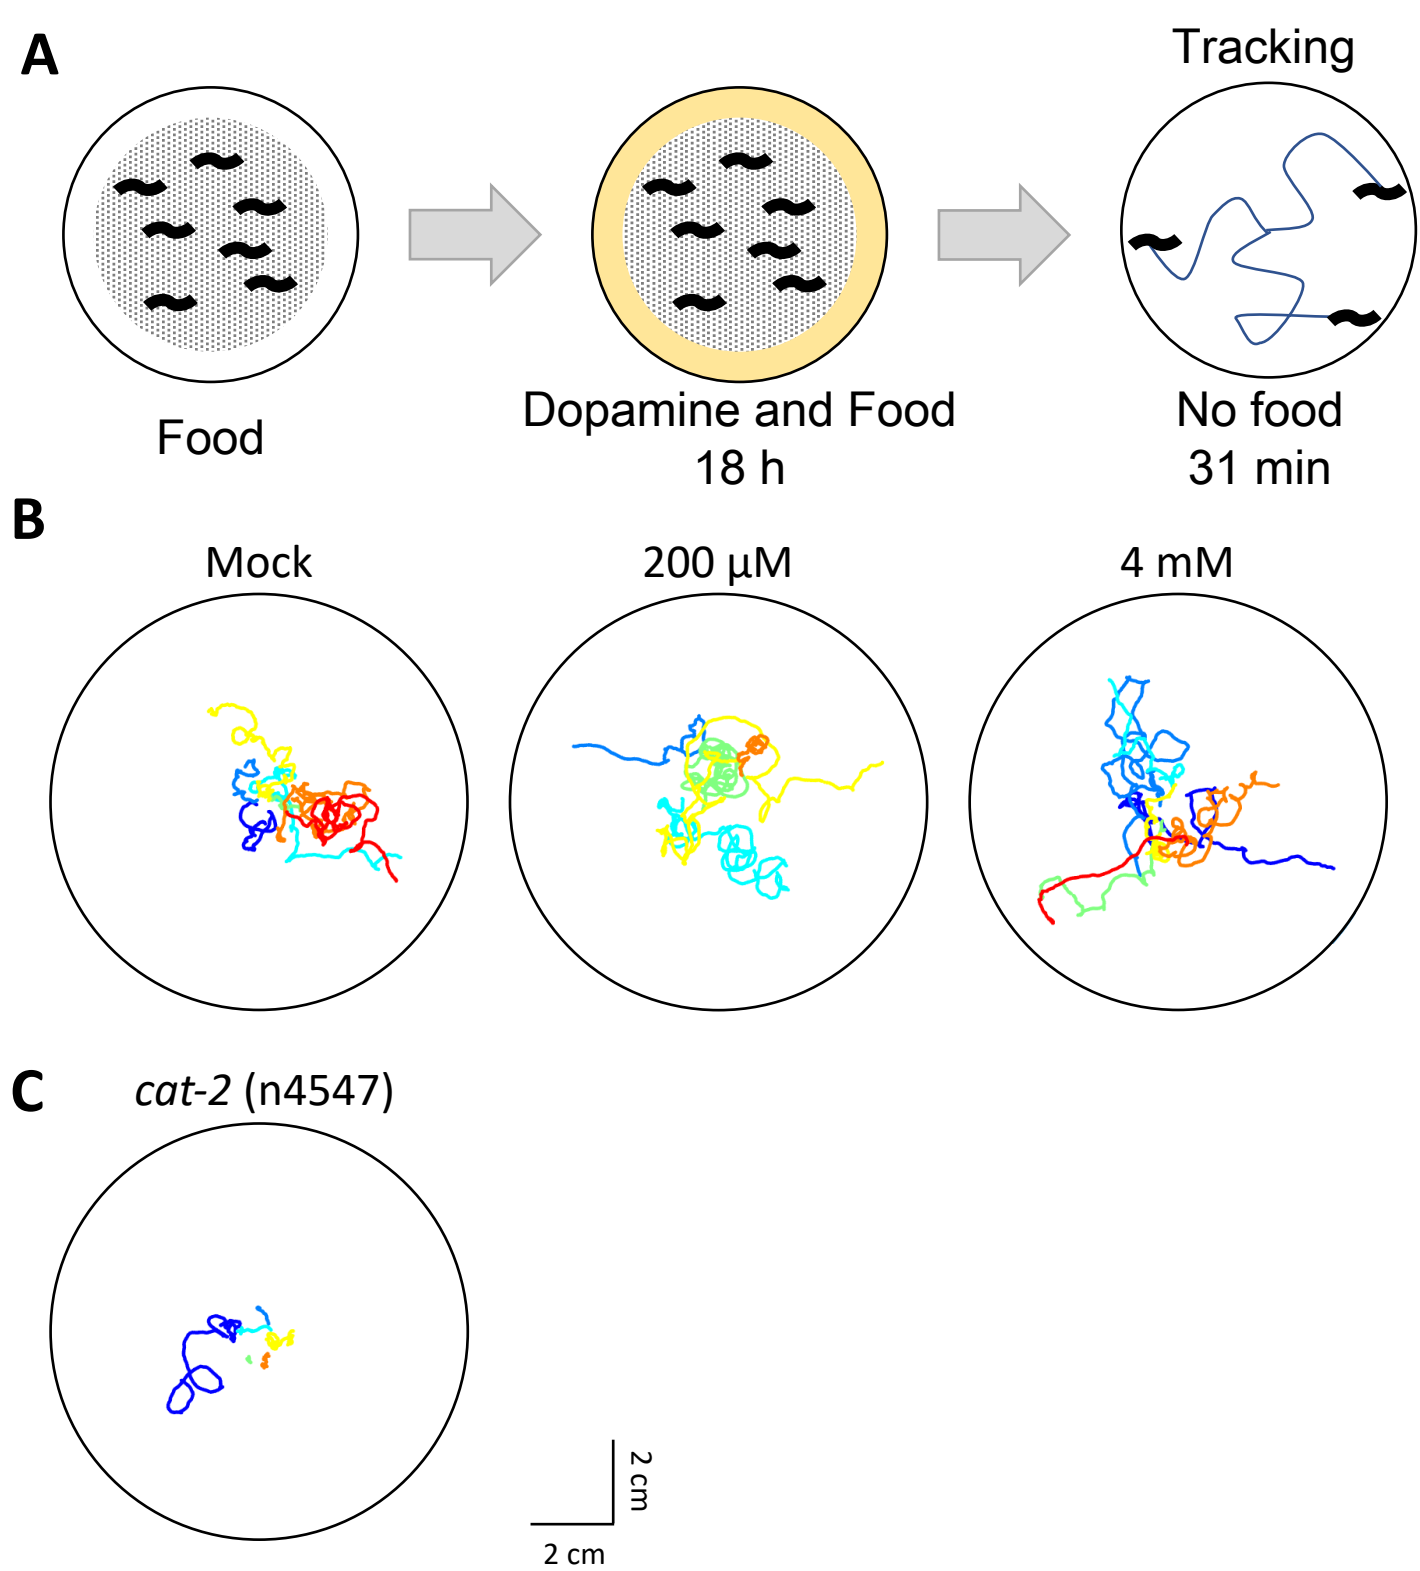 A
Tracking
Food
Dopamine and Food
18 h
No food
31 min
B
Mock
200 µM
4 mM
C
cat-2 (n4547)
2 cm
2 cm